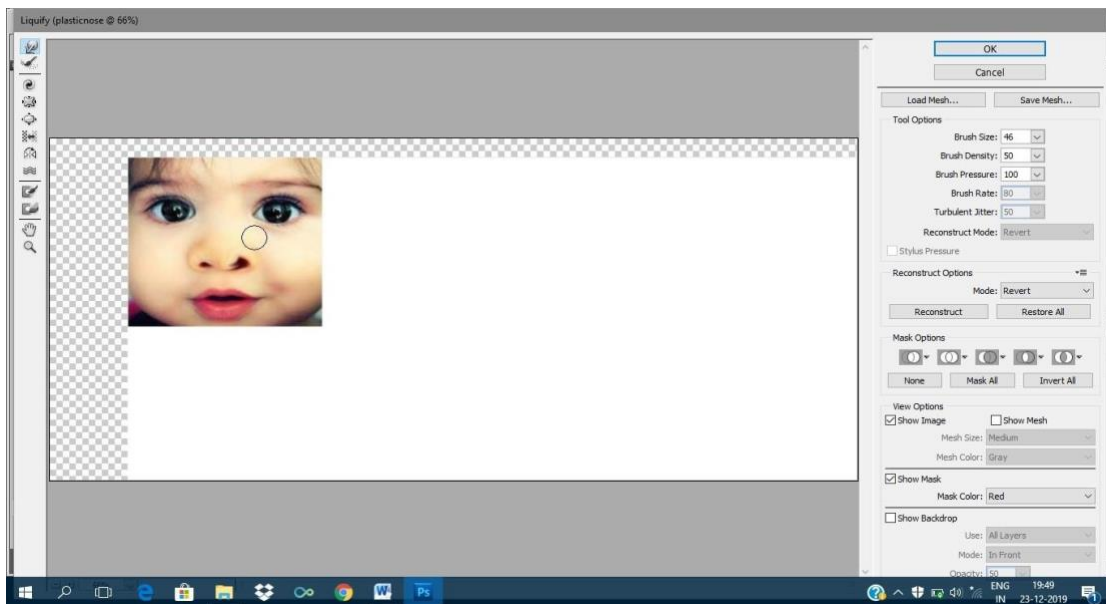 Liquify (plasticnose @ 66%)
OK
Cancel
Load Mesh... Save Mesh...
Tool Options
Brush Size: 46
Brush Density: 50
Brush Pressure: 100
Brush Rate: 80
Turbulent Jitter: 50
Reconstruct Mode: Revert
Stylus Pressure
Reconstruct Options
Mode: Revert
Reconstruct Restore All
Mask Options
None Mask All Invert All
View Options
Show Image Show Mesh
Mesh Size: Medium
Mesh Color: Gray
Show Mask
Mask Color: Red
Show Backdrop
Use: All Layers
Mode: In Front
Opacity: 50
W Ps ENG 19:49
IN 23-12-2019